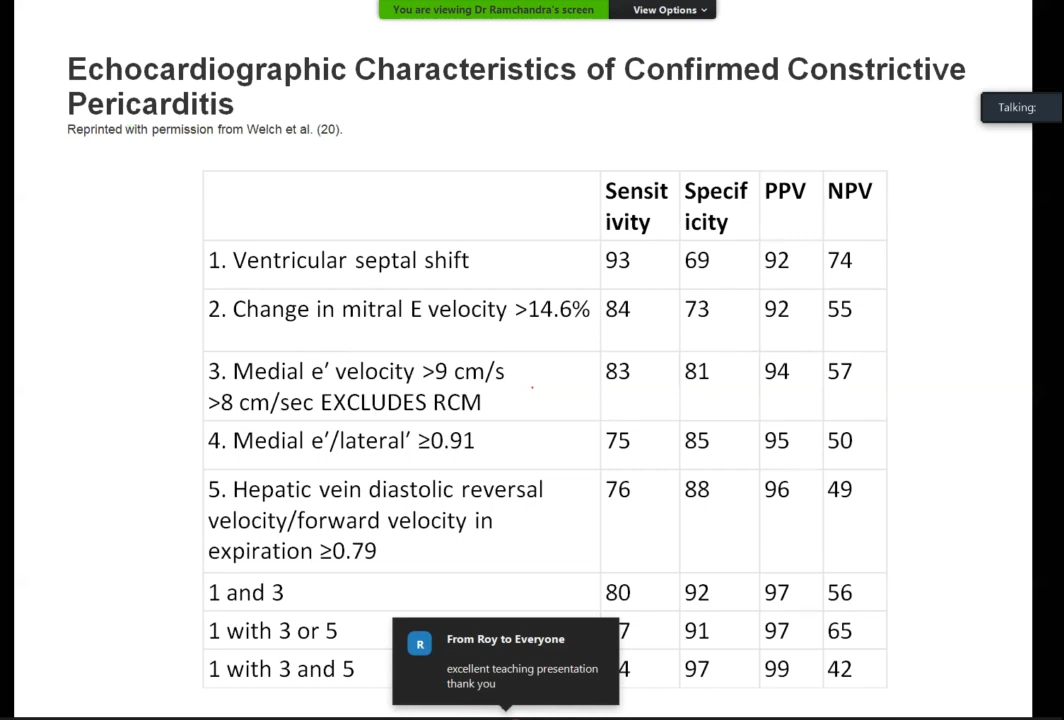 You are viewing Dr Ramchandra's screen View Options
Echocardiographic Characteristics of Confirmed Constrictive
Pericarditis
Reprinted with permission from Welch et al. (20).
Talking:
Sensit Specif PPV NPV
ivity icity
1. Ventricular septal shift 93 69 92 74
2. Change in mitral E velocity >14.6% 84 73 92 55
3. Medial e′ velocity >9 cm/s 83 81 94 57
>8 cm/sec EXCLUDES RCM
4. Medial e′/lateral′ ≥0.91 75 85 95 50
5. Hepatic vein diastolic reversal 76 88 96 49
velocity/forward velocity in
expiration ≥0.79
1 and 3 80 92 97 56
1 with 3 or 5 7 91 97 65
1 with 3 and 5 4 97 99 42
R From Roy to Everyone
excellent teaching presentation
thank you